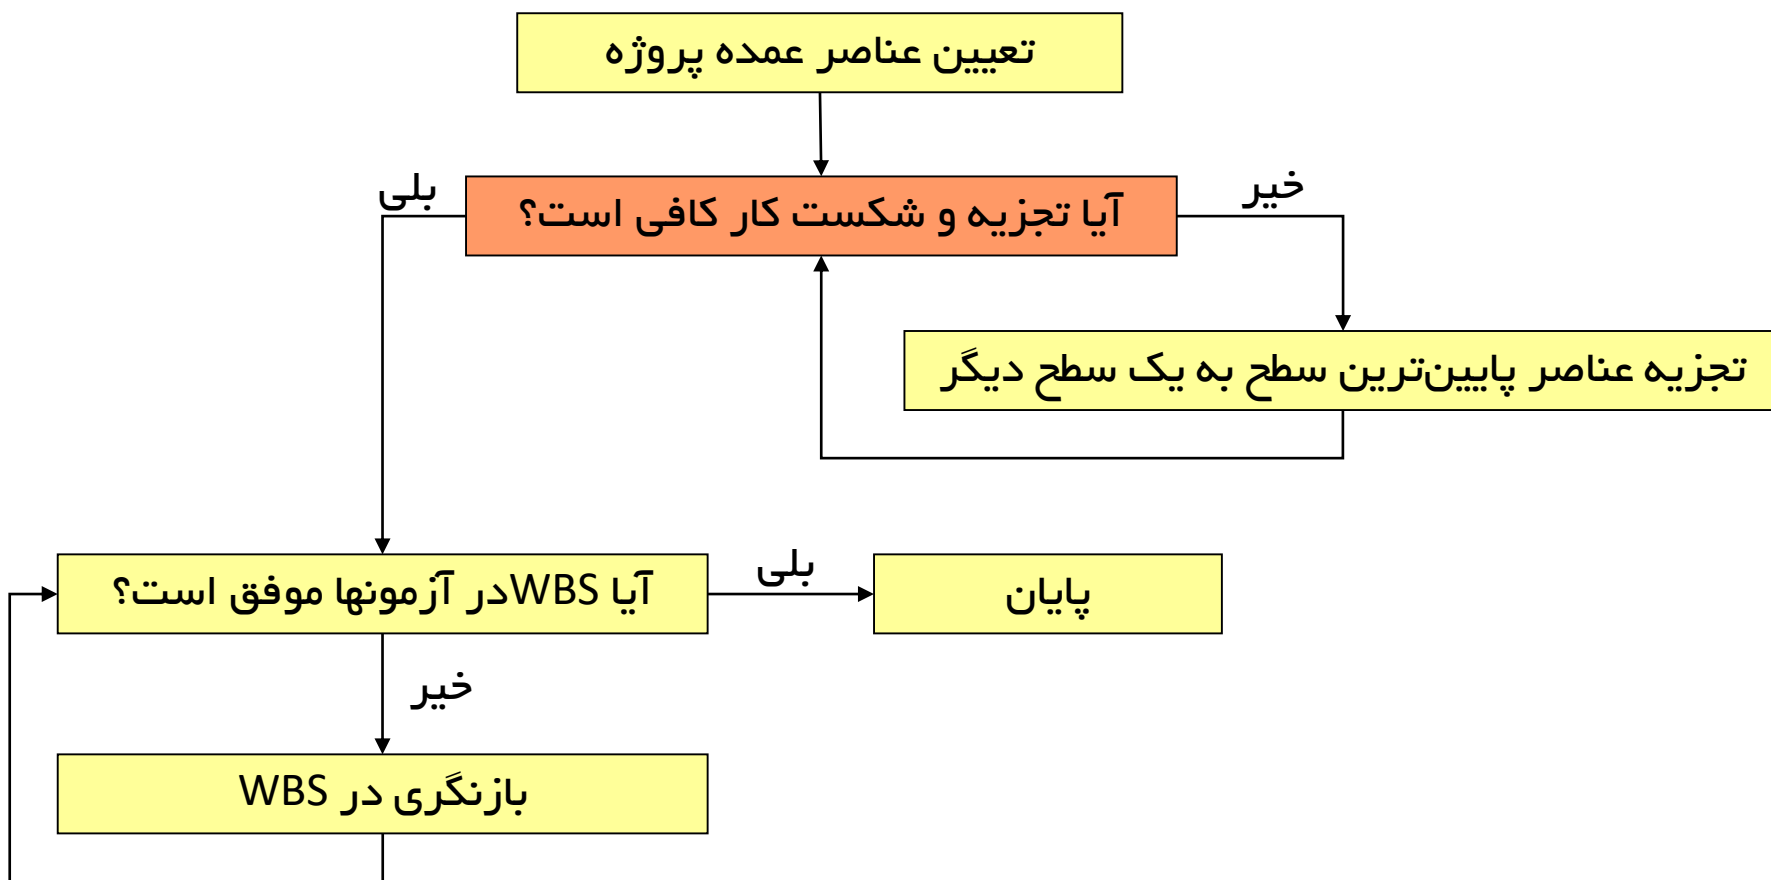 تعیین عناصر عمده پروژه
خیر
آیا تجزیه و شکست کار کافی است؟
بلی
تجزیه عناصر پایین‌ترین سطح به یک سطح دیگر
آیا WBSدر آزمونها موفق است؟
بلی
پایان
خیر
بازنگری در WBS